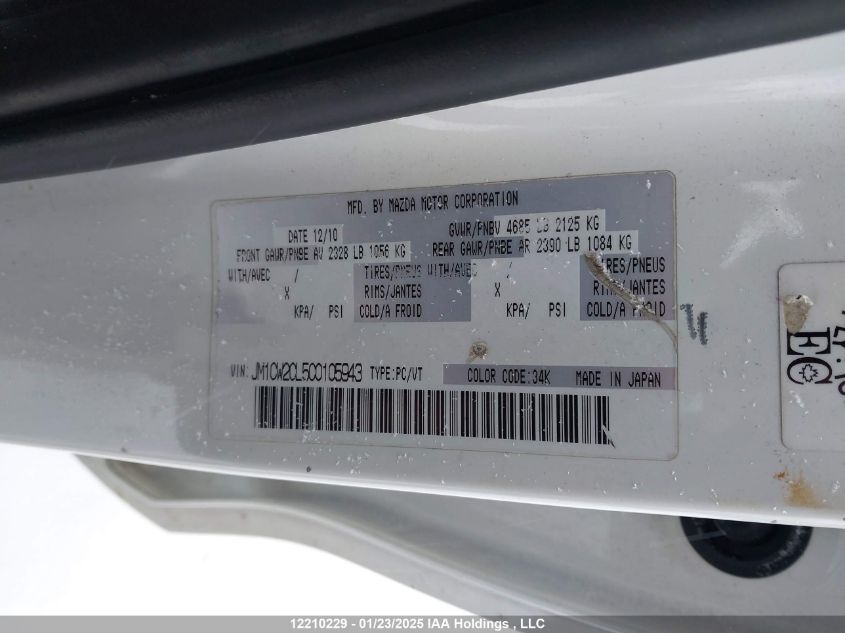 MFD. BY MAZDA MOTOR CORPORATION
DATE 12/10 GVWR/PNBV 4685 LB 2125 KG
FRONT GAWR/PNBE AV 2328 LB 1056 KG REAR GAWR/PNBE AR 2390 LB 1084 KG
WITH/AVEC / TIRES/PNEUS WITH/AVEC / TIRES/PNEUS
X RIMS/JANTES X RIMS/JANTES
KPA/ PSI COLD/A FROID KPA/ PSI COLD/A FROID
VIN: JM1CW2CL5C0105943 TYPE:PC/VT COLOR CODE:34K MADE IN JAPAN
EC
12210229 - 01/23/2025 IAA Holdings , LLC